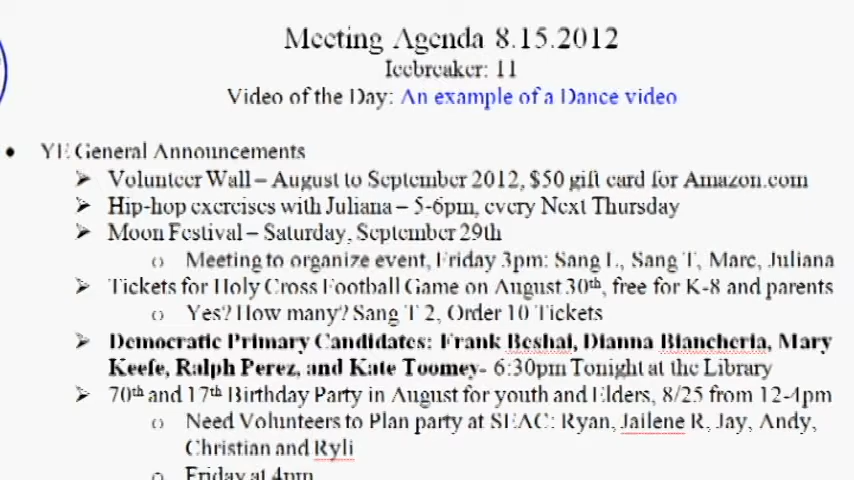 Meeting Agenda 8.15.2012
Icebreaker: 11
Video of the Day: An example of a Dance video
• YE General Announcements
➢ Volunteer Wall – August to September 2012, $50 gift card for Amazon.com
➢ Hip-hop exercises with Juliana – 5-6pm, every Next Thursday
➢ Moon Festival – Saturday, September 29th
o Meeting to organize event, Friday 3pm: Sang L, Sang T, Marc, Juliana
➢ Tickets for Holy Cross Football Game on August 30th, free for K-8 and parents
o Yes? How many? Sang T 2, Order 10 Tickets
➢ Democratic Primary Candidates: Frank Beshai, Dianna Biancheria, Mary
Keefe, Ralph Perez, and Kate Toomey- 6:30pm Tonight at the Library
➢ 70th and 17th Birthday Party in August for youth and Elders, 8/25 from 12-4pm
o Need Volunteers to Plan party at SEAC: Ryan, Jailene R, Jay, Andy,
Christian and Ryli
o Friday at 4pm